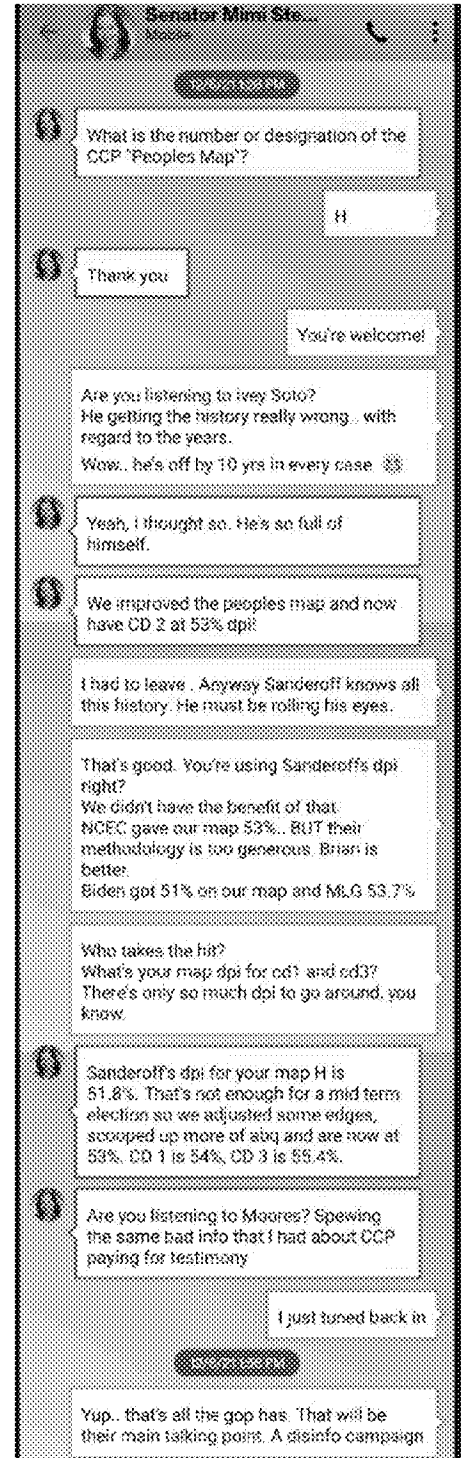 Senator Mimi Ste...
Mobile
What is the number or designation of the
CCP "Peoples Map"?
H
Thank you
You're welcome!
Are you listening to ivey Soto?
He getting the history really wrong.. with
regard to the years.
Wow.. he's off by 10 yrs in every case
Yeah, I thought so. He's so full of
himself.
We improved the peoples map and now
have CD 2 at 53% dpi!
I had to leave . Anyway Sanderoff knows all
this history. He must be rolling his eyes.
That's good. You're using Sanderoffs dpi
right?
We didn't have the benefit of that.
NCEC gave our map 53%.. BUT their
methodology is too generous. Brian is
better.
Biden got 51% on our map and MLG 53.7%
Who takes the hit?
What's your map dpi for cd1 and cd3?
There's only so much dpi to go around, you
know.
Sanderoff's dpi for your map H is
51.8%. That's not enough for a mid term
election so we adjusted some edges,
scooped up more of abq and are now at
53%. CD 1 is 54%, CD 3 is 55.4%.
Are you listening to Moores? Spewing
the same bad info that I had about CCP
paying for testimony
I just tuned back in
Yup.. that's all the gop has. That will be
their main talking point. A disinfo campaign